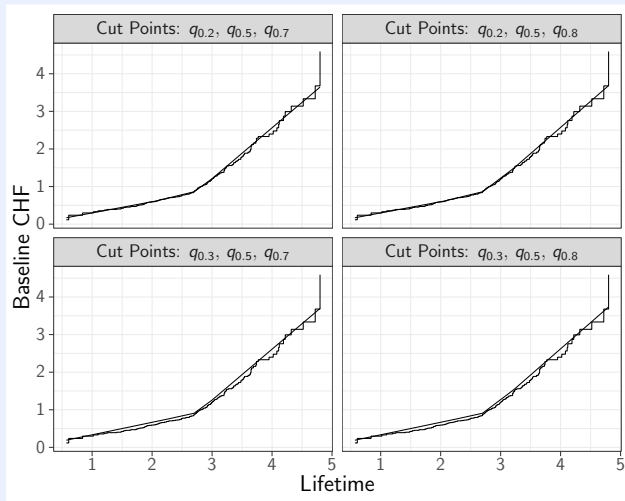 Cut Points: q0.2, q0.5, q0.7
Cut Points: q0.2, q0.5, q0.8
4
3
2
1
0
Cut Points: q0.3, q0.5, q0.7
Cut Points: q0.3, q0.5, q0.8
4
3
2
1
0
Baseline CHF
1 2 3 4 5
1 2 3 4 5
Lifetime